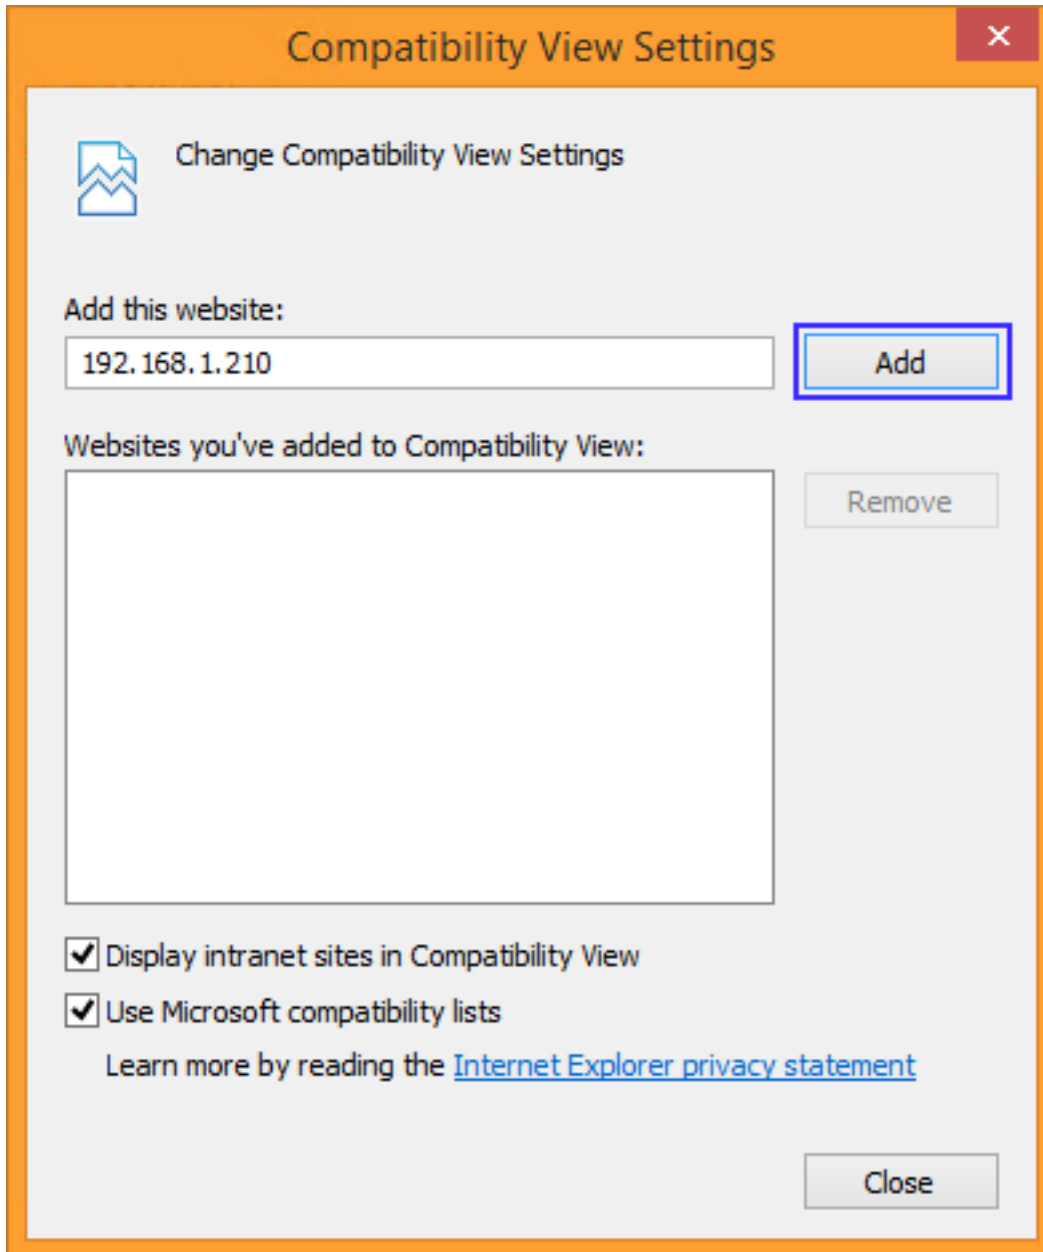 Compatibility View Settings
Change Compatibility View Settings
Add this website:
192.168.1.210
Add
Websites you've added to Compatibility View:
Remove
Display intranet sites in Compatibility View
Use Microsoft compatibility lists
Learn more by reading the Internet Explorer privacy statement
Close